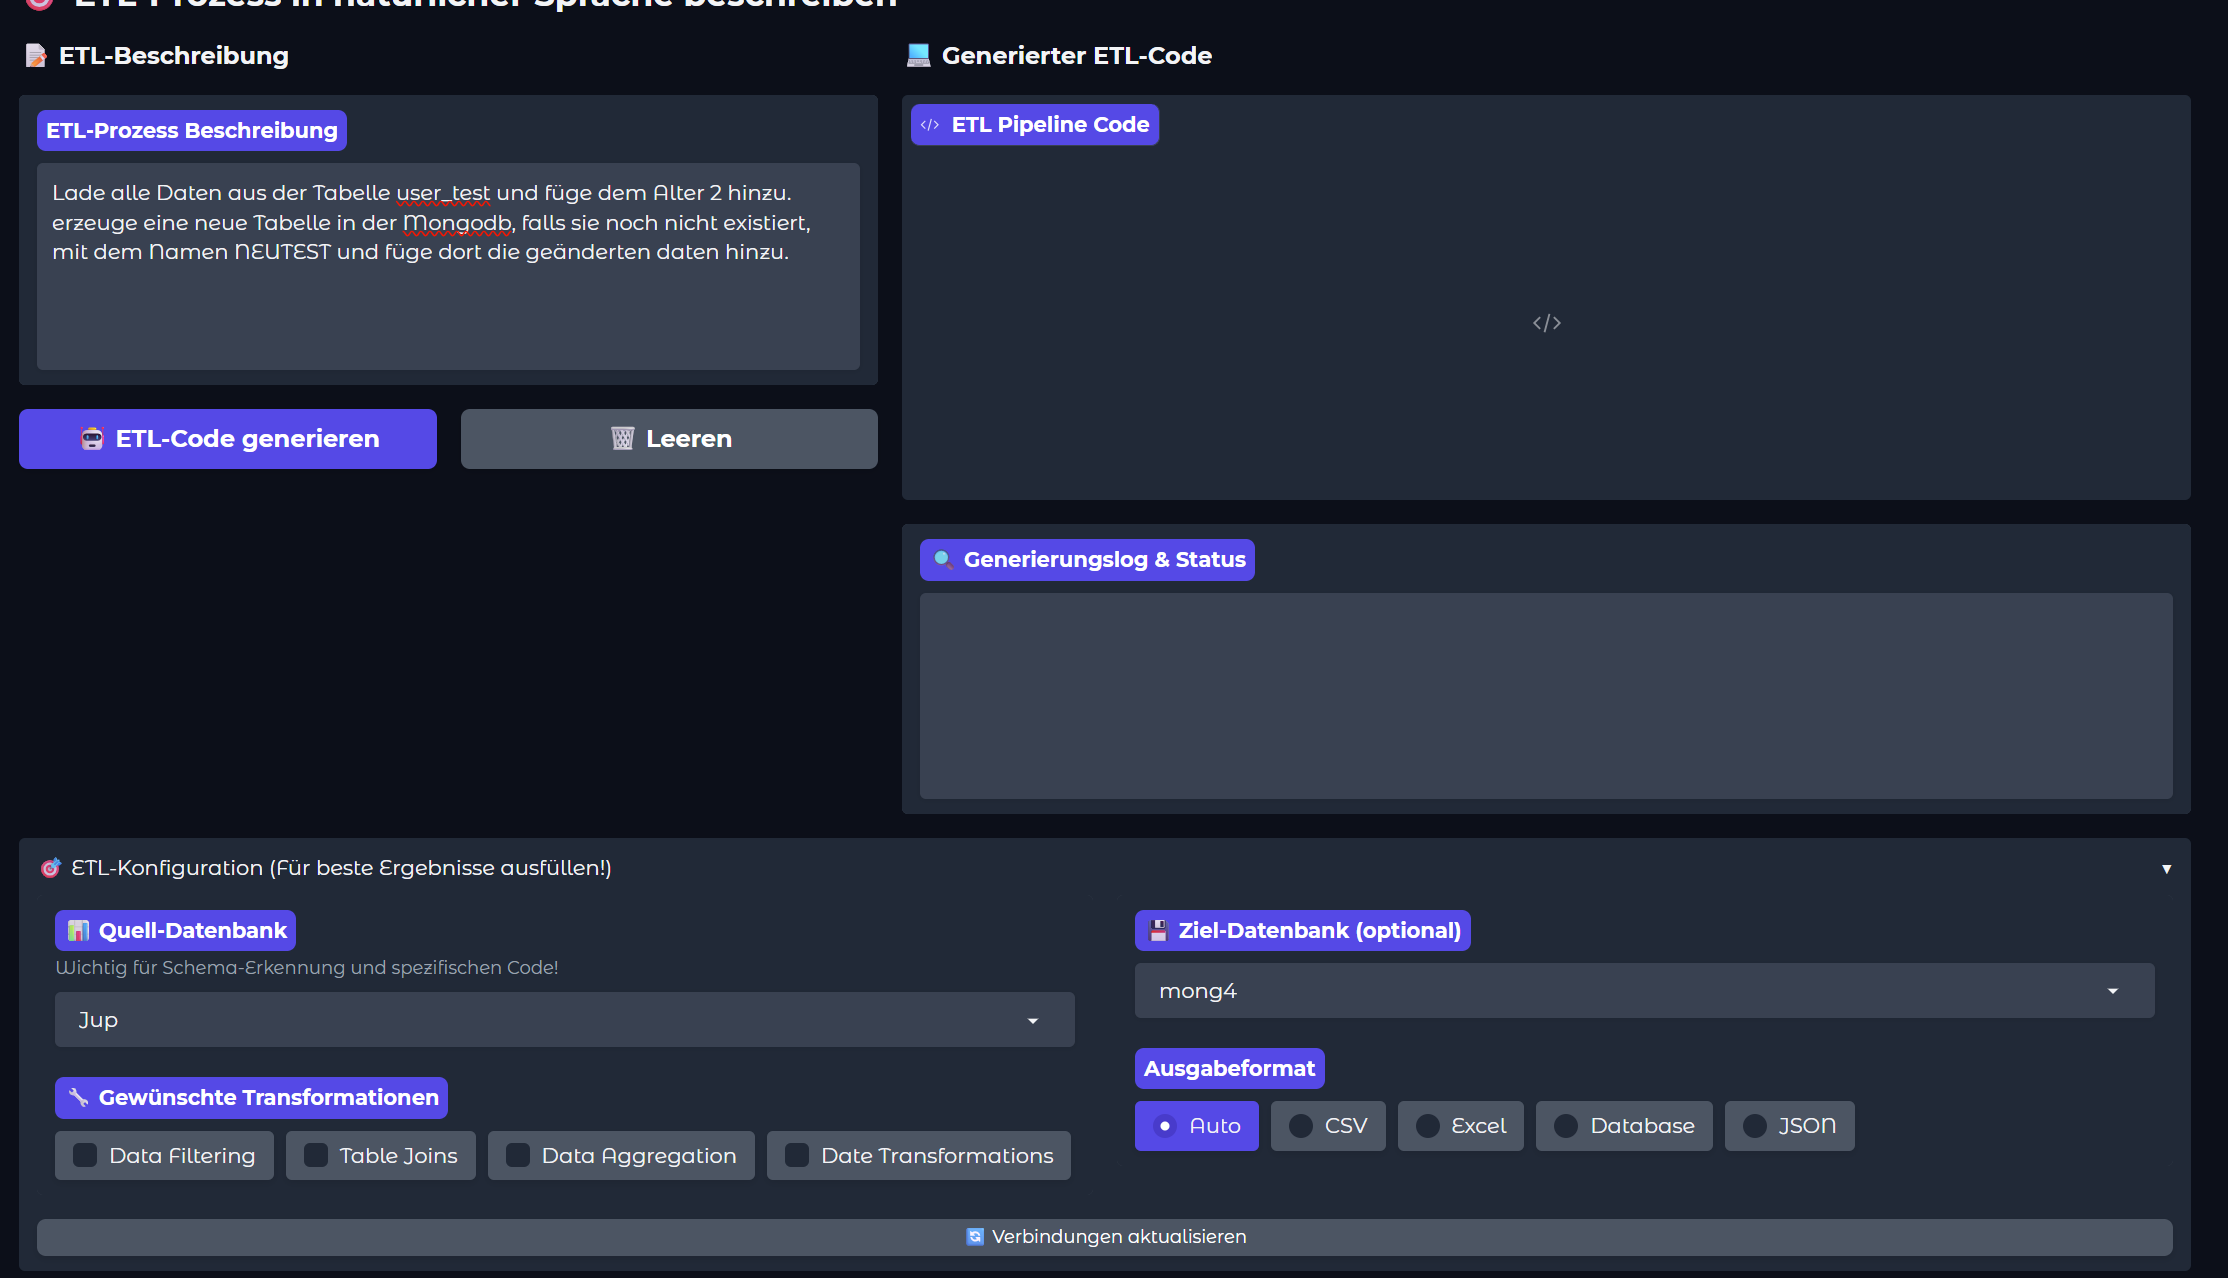 ETL-Prozess in natürlicher Sprache beschreiben
ETL-Beschreibung
ETL-Prozess Beschreibung
Lade alle Daten aus der Tabelle user_test und füge dem Alter 2 hinzu.
erzeuge eine neue Tabelle in der Mongodb, falls sie noch nicht existiert,
mit dem Namen NEUTEST und füge dort die geänderten daten hinzu.
ETL-Code generieren
Leeren
Generierter ETL-Code
</> ETL Pipeline Code
</>
Generierungslog & Status
ETL-Konfiguration (Für beste Ergebnisse ausfüllen!)
Quell-Datenbank
Wichtig für Schema-Erkennung und spezifischen Code!
Jup
Gewünschte Transformationen
Data Filtering
Table Joins
Data Aggregation
Date Transformations
Ziel-Datenbank (optional)
mong4
Ausgabeformat
Auto
CSV
Excel
Database
JSON
Verbindungen aktualisieren